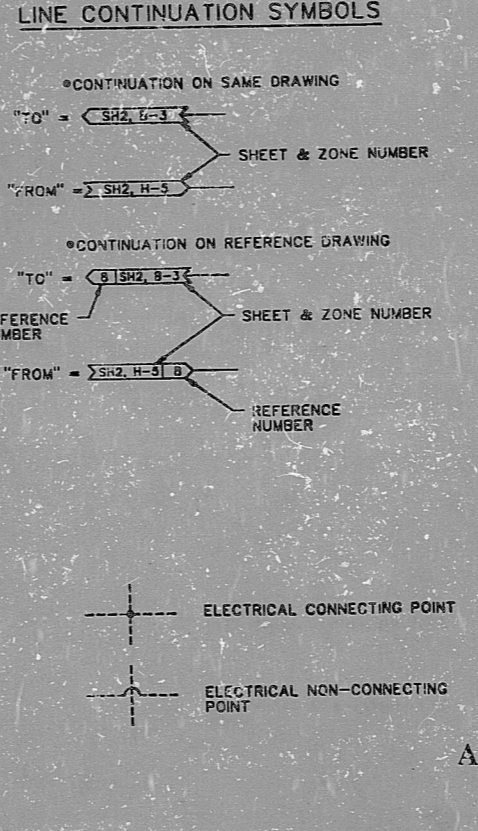 LINE CONTINUATION SYMBOLS
●CONTINUATION ON SAME DRAWING
"TO" = SH2, B-3
SHEET & ZONE NUMBER
"FROM" = SH2, H-5
●CONTINUATION ON REFERENCE DRAWING
"TO" = 8 SH2, B-3
FERENCE
MBER
SHEET & ZONE NUMBER
"FROM" = SH2, H-5 8
REFERENCE
NUMBER
ELECTRICAL CONNECTING POINT
ELECTRICAL NON-CONNECTING
POINT
A